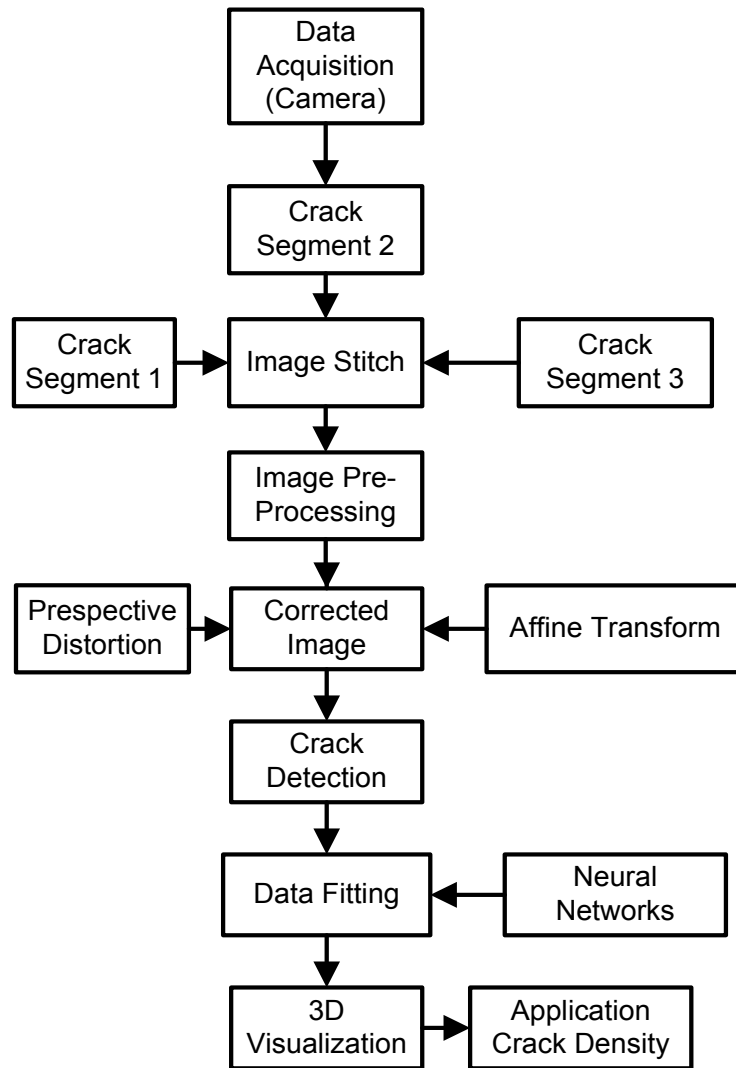 Data
Acquisition
(Camera)
Crack
Segment 2
Crack
Segment 1
Image Stitch
Crack
Segment 3
Image Pre-
Processing
Prespective
Distortion
Corrected
Image
Affine Transform
Crack
Detection
Data Fitting
Neural
Networks
3D
Visualization
Application
Crack Density